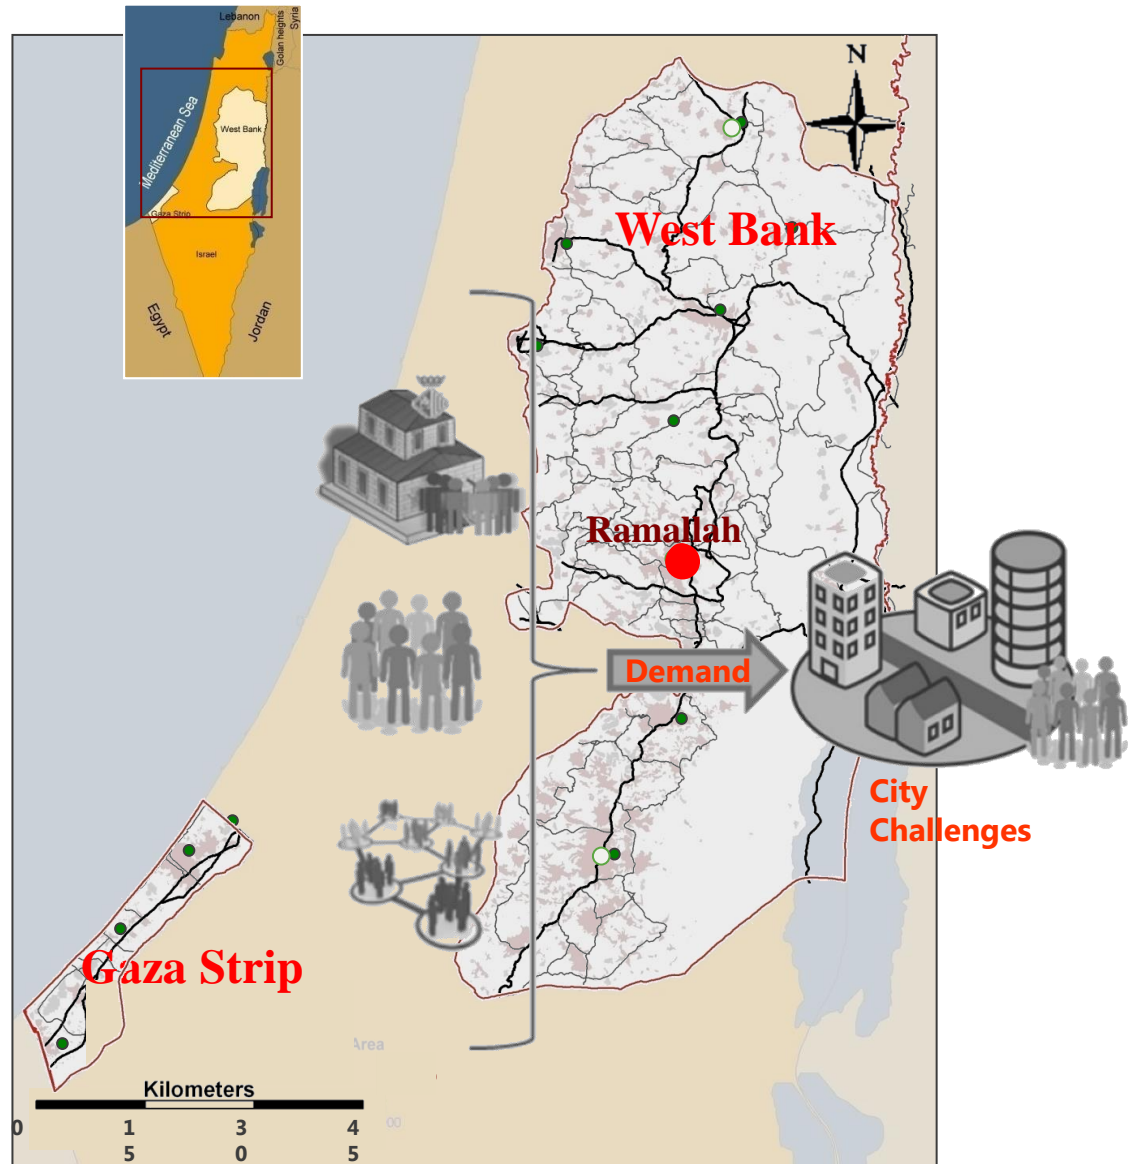 Lebanon
Syria
Golan heights
Mediterranean Sea
West Bank
Gaza Strip
Israel
Egypt
Jordan
N
West Bank
Ramallah
Demand
City
Challenges
Gaza Strip
Area
Kilometers
0 1 3 4
5 0 5